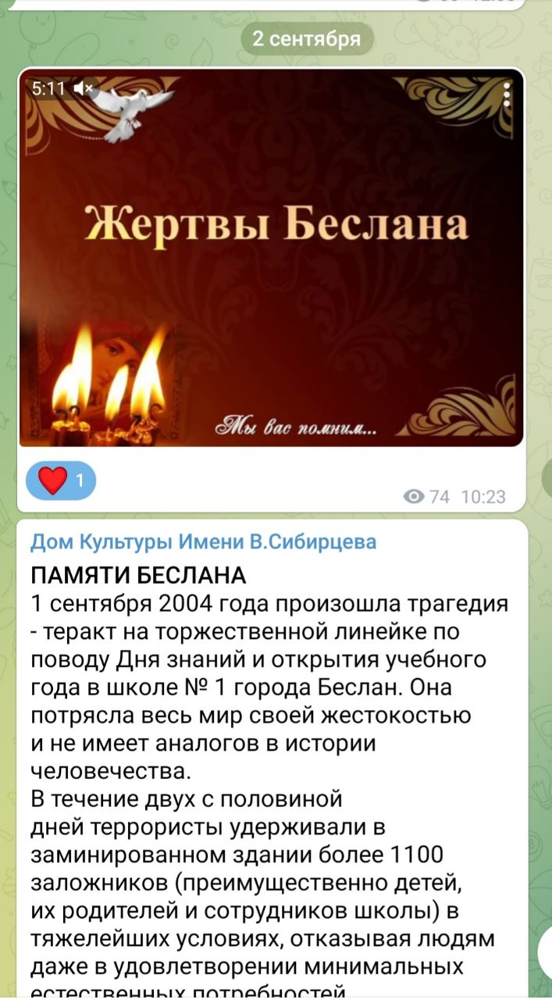 2 сентября
5:11
Жертвы Беслана
Мы вас помним...
1
74 10:23
Дом Культуры Имени В.Сибирцева
ПАМЯТИ БЕСЛАНА
1 сентября 2004 года произошла трагедия
- теракт на торжественной линейке по
поводу Дня знаний и открытия учебного
года в школе № 1 города Беслан. Она
потрясла весь мир своей жестокостью
и не имеет аналогов в истории
человечества.
В течение двух с половиной
дней террористы удерживали в
заминированном здании более 1100
заложников (преимущественно детей,
их родителей и сотрудников школы) в
тяжелейших условиях, отказывая людям
даже в удовлетворении минимальных
естественных потребностей